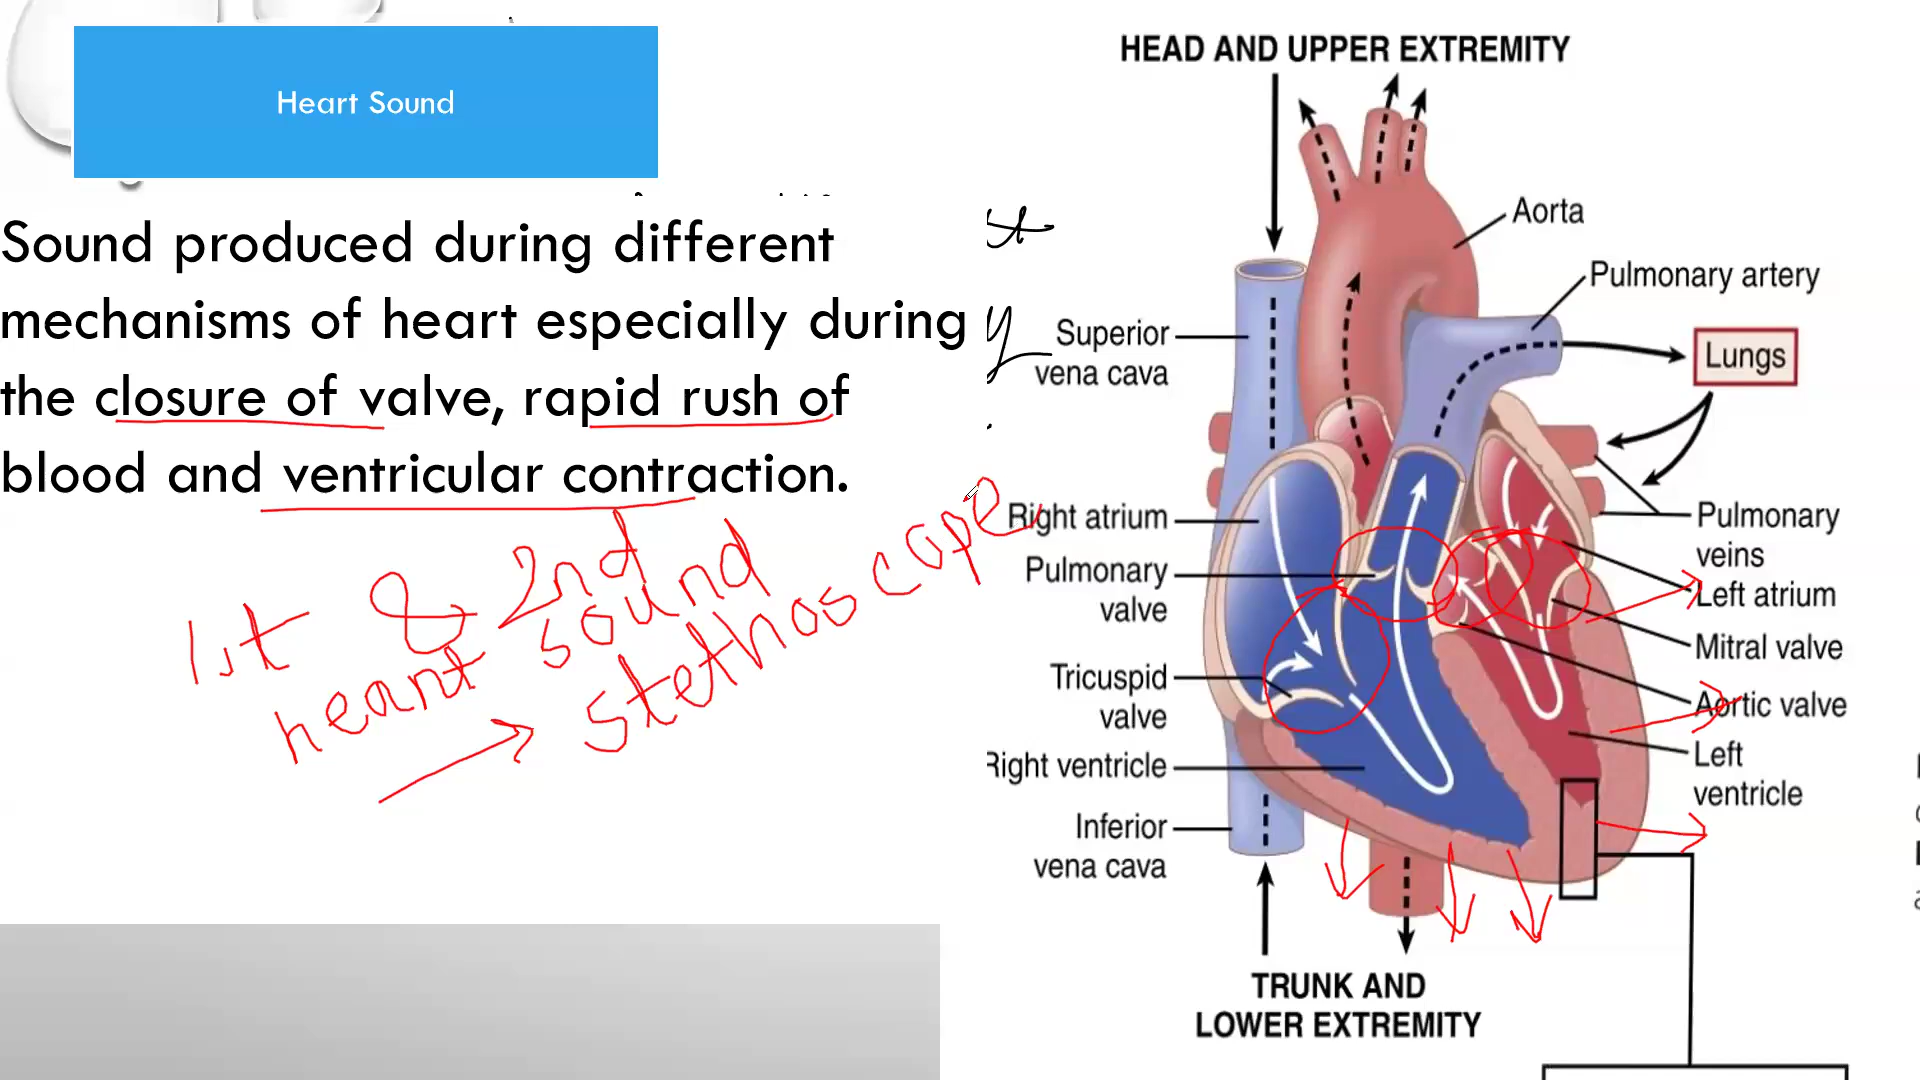 Heart Sound
Sound produced during different
mechanisms of heart especially during
the closure of valve, rapid rush of
blood and ventricular contraction.
1st & 2nd
heart sound
stethoscope
HEAD AND UPPER EXTREMITY
Aorta
Pulmonary artery
Superior
vena cava
Lungs
Right atrium
Pulmonary
valve
Tricuspid
valve
Right ventricle
Inferior
vena cava
Pulmonary
veins
Left atrium
Mitral valve
Aortic valve
Left
ventricle
TRUNK AND
LOWER EXTREMITY